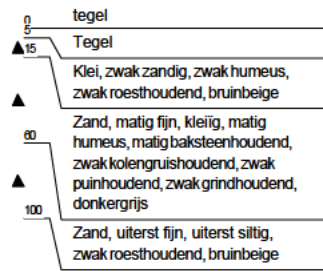 0 tegel
5 Tegel
15
Klei, zwak zandig, zwak humeus,
zwak roesthoudend, bruinbeige
Zand, matig fijn, kleiïg, matig
60 humeus, matig baksteenhoudend,
zwak kolengruishoudend, zwak
puinhoudend, zwak grindhoudend,
donkergrijs
100
Zand, uiterst fijn, uiterst siltig,
zwak roesthoudend, bruinbeige